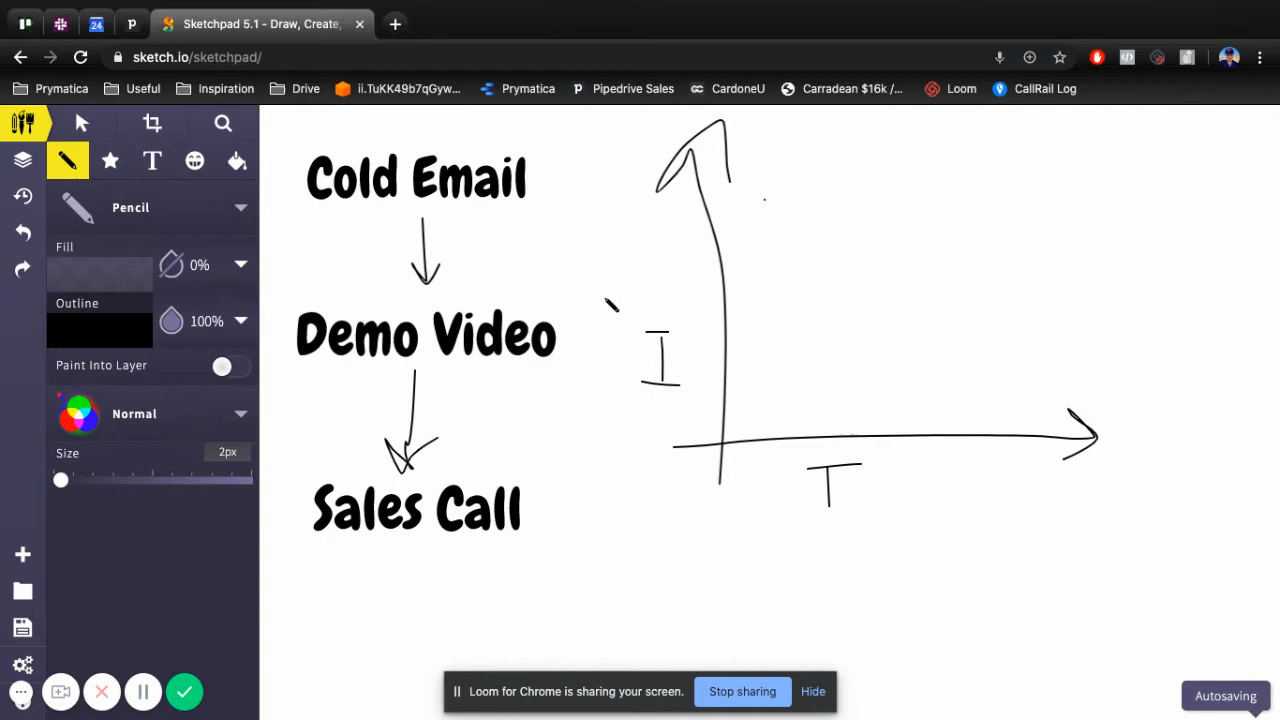 24
Sketchpad 5.1 - Draw, Create,
sketch.io/sketchpad/
Prymatica
Useful
Inspiration
Drive
ii.TuKK49b7qGyw...
Prymatica
Pipedrive Sales
CardoneU
Carradean $16k /...
Loom
CallRail Log
Pencil
Fill
0%
Outline
100%
Paint Into Layer
Normal
Size
2px
Cold Email
Demo Video
Sales Call
I
T
Loom for Chrome is sharing your screen.
Stop sharing
Hide
Autosaving